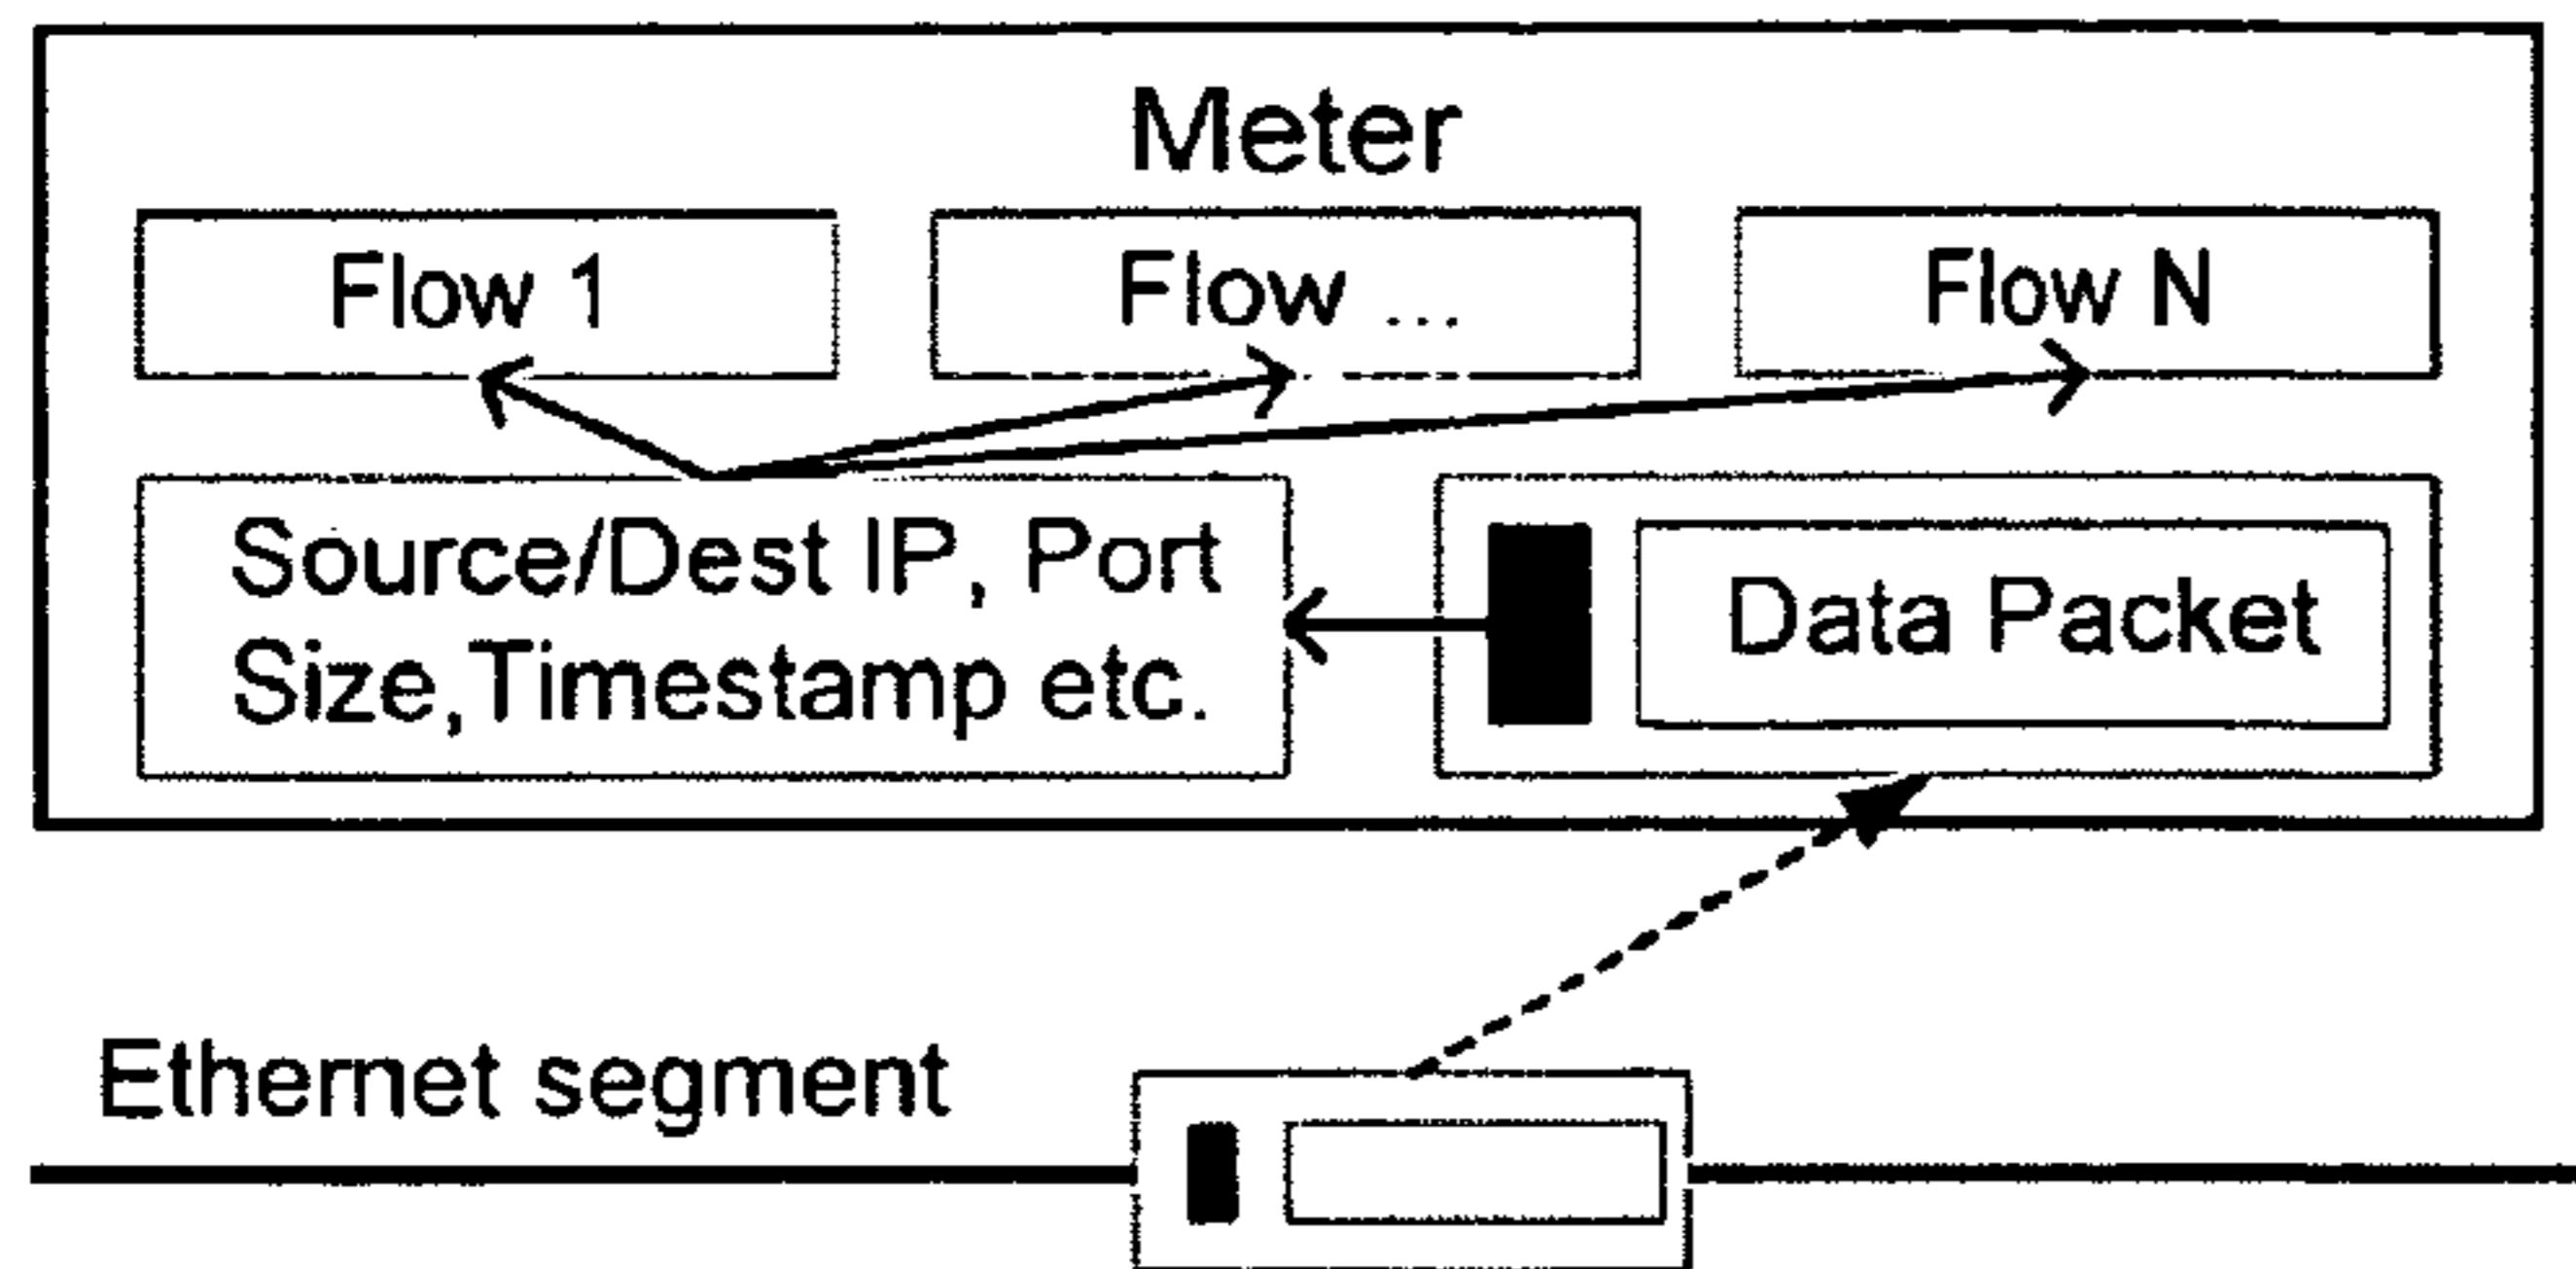 Meter
Flow 1
Flow ...
Flow N
Source/Dest IP, Port
Size,Timestamp etc.
Data Packet
Ethernet segment